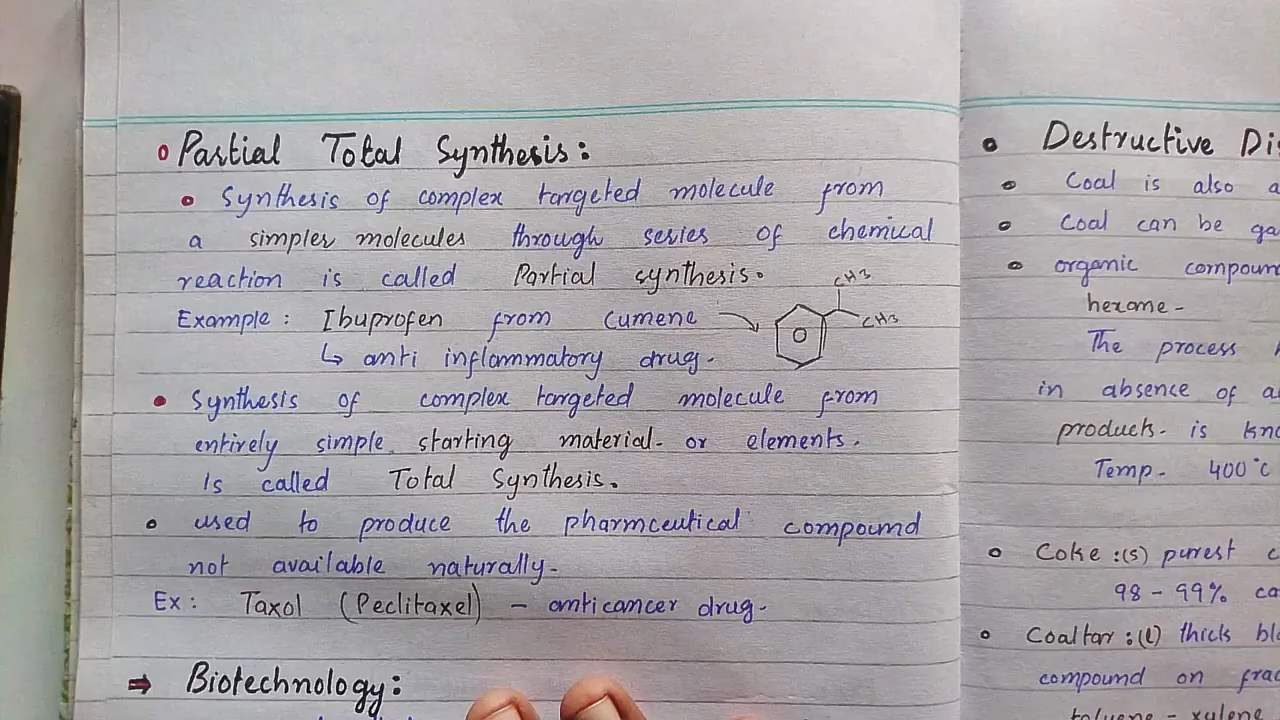 Partial Total Synthesis:
Synthesis of complex targeted molecule from
a simpler molecules through series of chemical
reaction is called Partial synthesis.
Example: Ibuprofen from cumene
CH3
CH3
↳ anti inflammatory drug.
Synthesis of complex targeted molecule from
entirely simple starting material. or elements.
is called Total Synthesis.
used to produce the pharmceutical compound
not available naturally.
Ex: Taxol (Peclitaxel) - anticancer drug.
⇒ Biotechnology:
Destructive
Coal is also
Coal can be
organic
hexane -
The process
in absence of
products. is
Temp. 400°C
Coke :(s) purest
98 - 99%
Coaltar :(l) thick
compound on
toluene - xylene